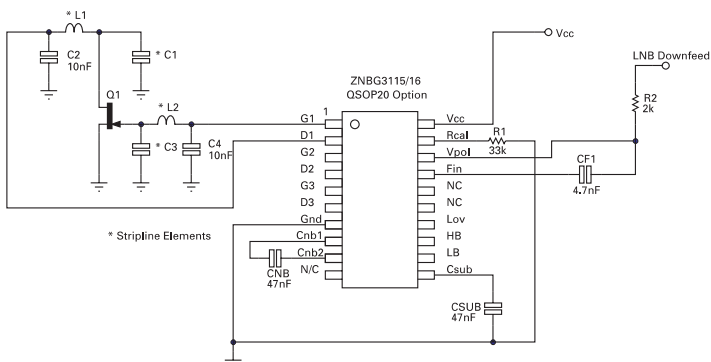 * L1
C2
10nF
* C1
Q1
* L2
* C3
C4
10nF
* Stripline Elements
ZNBG3115/16
QSOP20 Option
1
G1
D1
G2
D2
G3
D3
Gnd
Cnb1
Cnb2
N/C
CNB
47nF
Vcc
Rcal
Vpol
Fin
NC
NC
Lov
HB
LB
Csub
R1
33k
Vcc
LNB Downfeed
R2
2k
CF1
4.7nF
CSUB
47nF